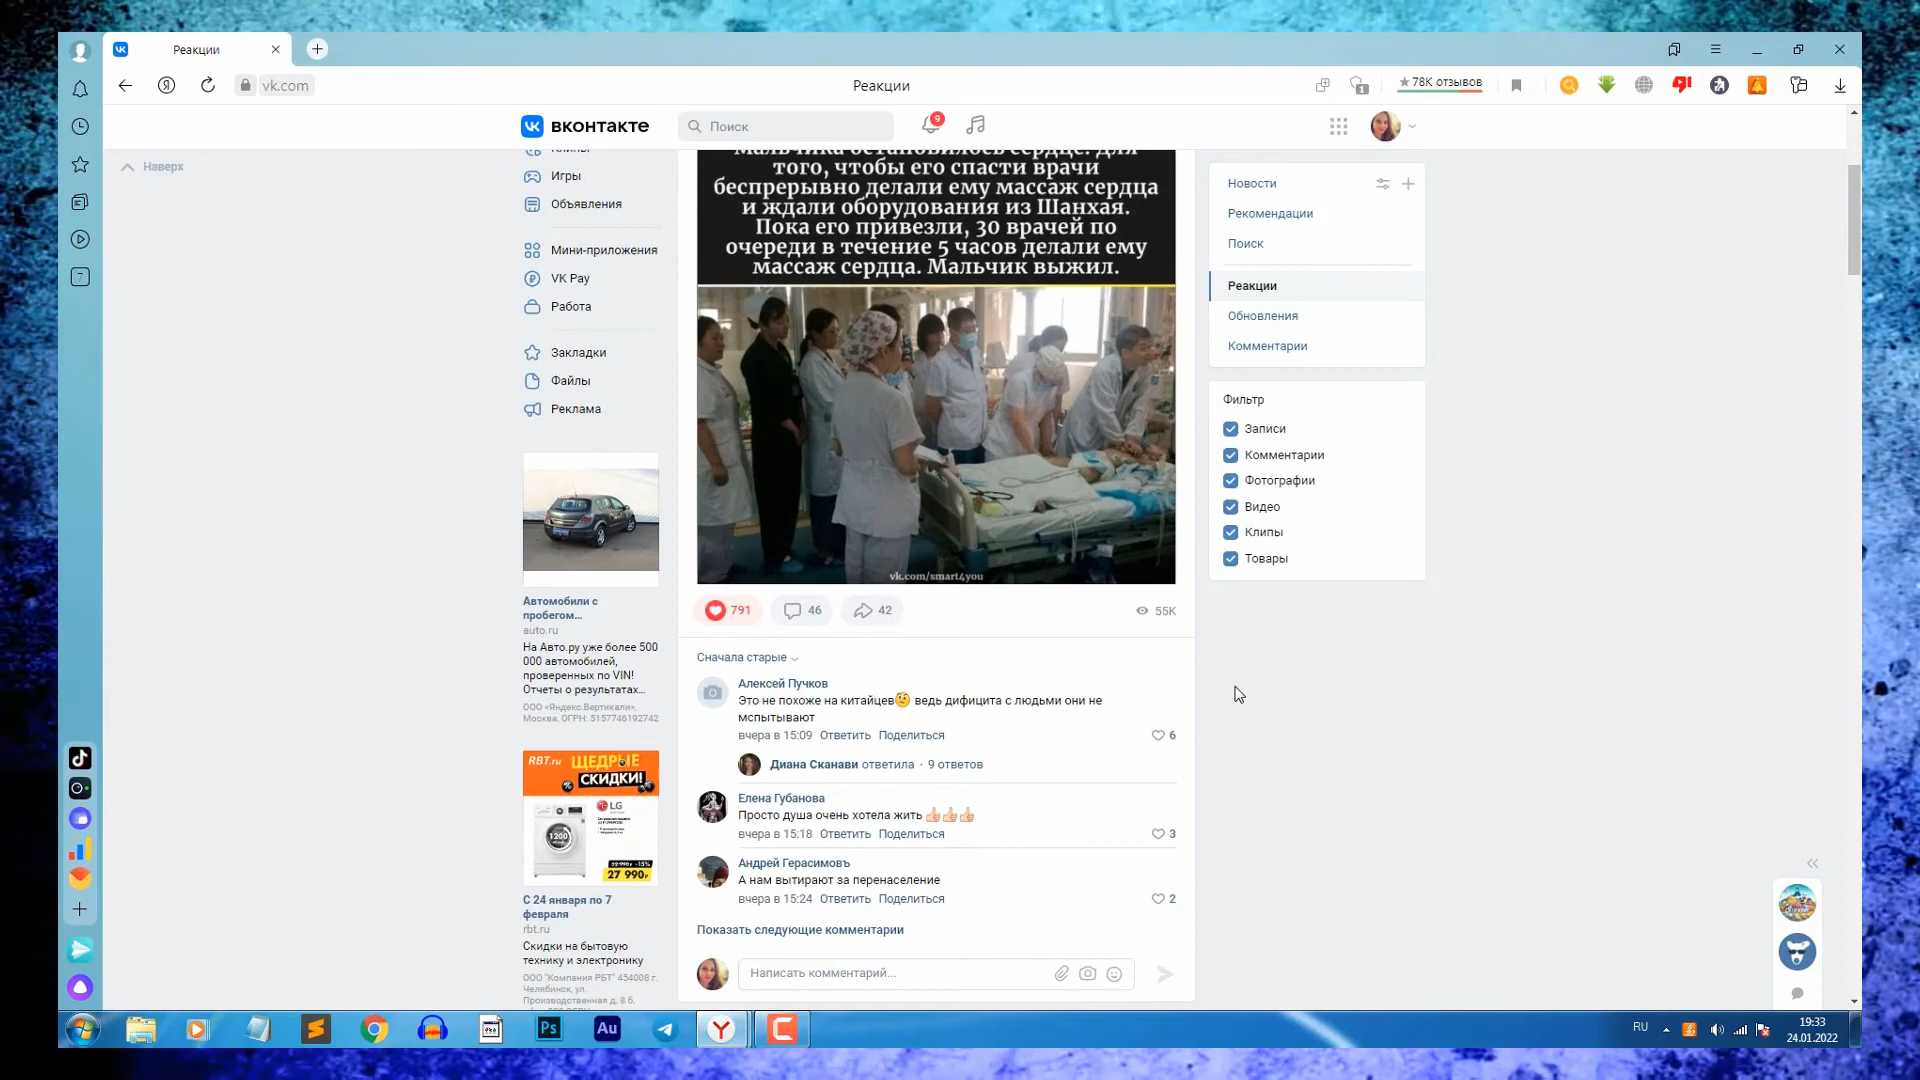 Реакции
vk.com
Реакции
1
★78K отзывов
7
Наверх
вконтакте
Поиск
9
Клипы
Игры
Объявления
Мини-приложения
VK Pay
Работа
Закладки
Файлы
Реклама
Автомобили с
пробегом...
auto.ru
На Авто.ру уже более 500
000 автомобилей,
проверенных по VIN!
Отчеты о результатах...
ООО «Яндекс.Вертикали»,
Москва, ОГРН: 5157746192742
RBT.ru ЩЕДРЫЕ
СКИДКИ!
LG
1200
32 990₽ -15%
27 990₽
С 24 января по 7
февраля
rbt.ru
Скидки на бытовую
технику и электронику
ООО "Компания РБТ" 454008 г.
Челябинск, ул.
Производственная д. 8 б.
Мальчика остановилось сердце. Для
того, чтобы его спасти врачи
беспрерывно делали ему массаж сердца
и ждали оборудования из Шанхая.
Пока его привезли, 30 врачей по
очереди в течение 5 часов делали ему
массаж сердца. Мальчик выжил.
vk.com/smart4you
791 46 42 55K
Сначала старые
Алексей Пучков
Это не похоже на китайцев🤔 ведь дифицита с людьми они не
мспытывают
вчера в 15:09 Ответить Поделиться 6
Диана Сканави ответила · 9 ответов
Елена Губанова
Просто душа очень хотела жить 👍🏻👍🏻👍🏻
вчера в 15:18 Ответить Поделиться 3
Андрей Герасимовъ
А нам вытирают за перенаселение
вчера в 15:24 Ответить Поделиться 2
Показать следующие комментарии
Написать комментарий...
Новости
Рекомендации
Поиск
Реакции
Обновления
Комментарии
Фильтр
Записи
Комментарии
Фотографии
Видео
Клипы
Товары
Ps
Au
RU
19:33
24.01.2022